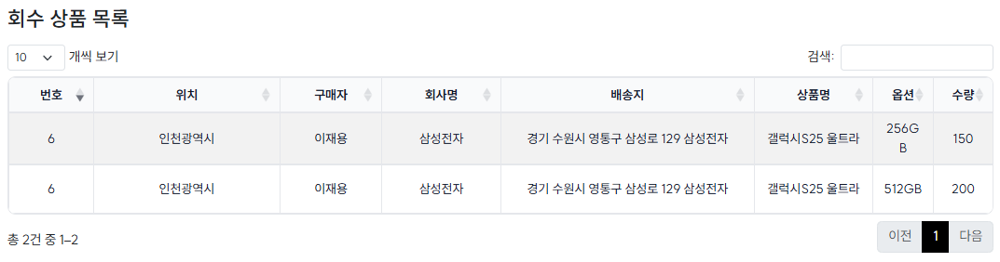 회수 상품 목록
10 개씩 보기 검색:
번호 위치 구매자 회사명 배송지 상품명 옵션 수량
6 인천광역시 이재용 삼성전자 경기 수원시 영통구 삼성로 129 삼성전자 갤럭시S25 울트라 256G
B 150
6 인천광역시 이재용 삼성전자 경기 수원시 영통구 삼성로 129 삼성전자 갤럭시S25 울트라 512GB 200
총 2건 중 1–2 이전 1 다음